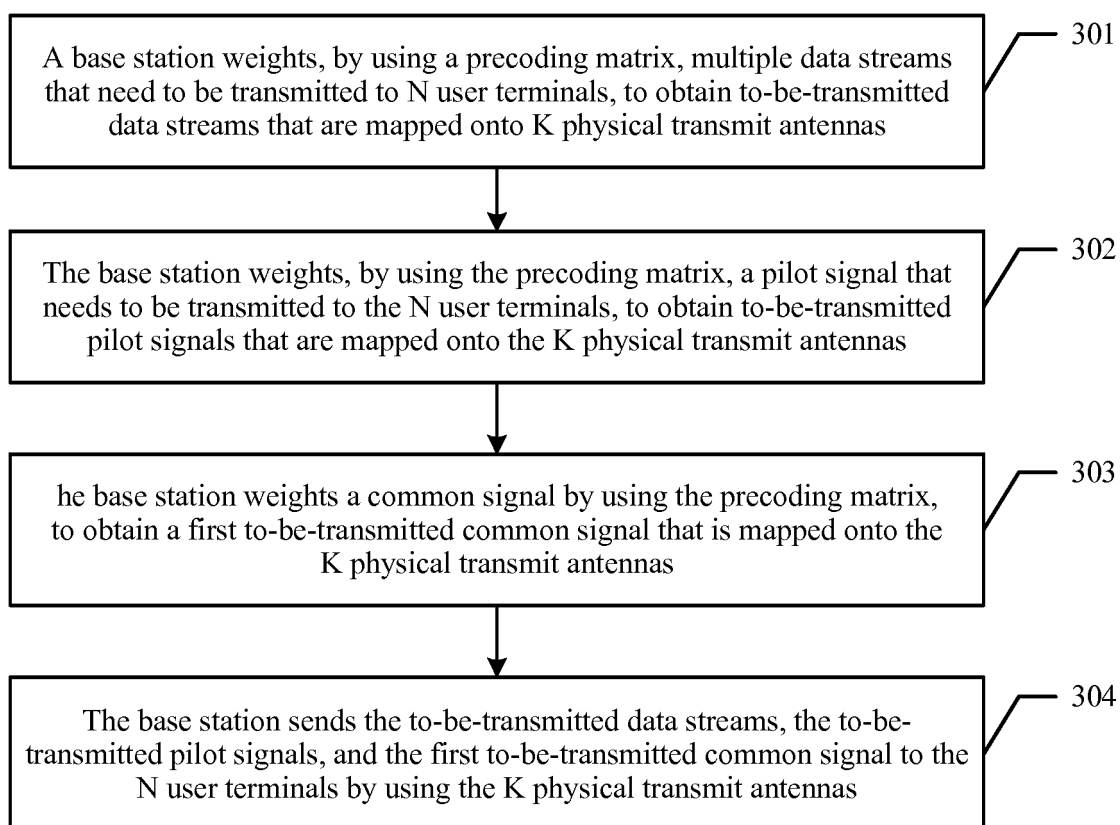 A base station weights, by using a precoding matrix, multiple data streams
that need to be transmitted to N user terminals, to obtain to-be-transmitted
data streams that are mapped onto K physical transmit antennas
301
The base station weights, by using the precoding matrix, a pilot signal that
needs to be transmitted to the N user terminals, to obtain to-be-transmitted
pilot signals that are mapped onto the K physical transmit antennas
302
he base station weights a common signal by using the precoding matrix,
to obtain a first to-be-transmitted common signal that is mapped onto the
K physical transmit antennas
303
The base station sends the to-be-transmitted data streams, the to-be-
transmitted pilot signals, and the first to-be-transmitted common signal to the
N user terminals by using the K physical transmit antennas
304